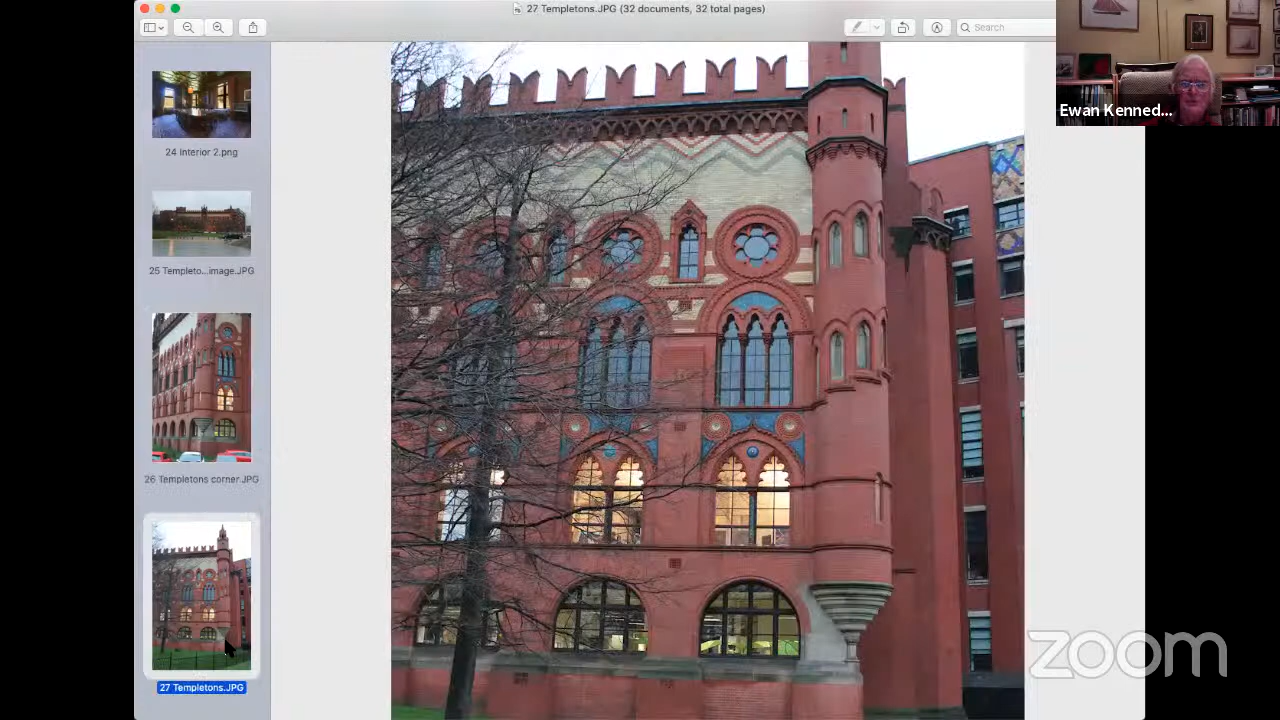 27 Templetons.JPG (32 documents, 32 total pages)
Search
24 Interior 2.png
25 Templeto...image.JPG
26 Templetons corner.JPG
27 Templetons.JPG
Ewan Kenned...
zoom